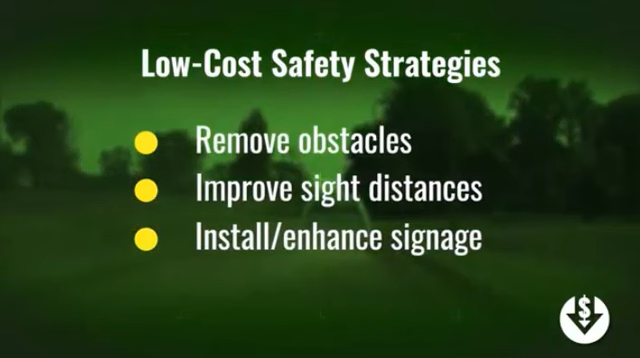 Low-Cost Safety Strategies
Remove obstacles
Improve sight distances
Install/enhance signage
$